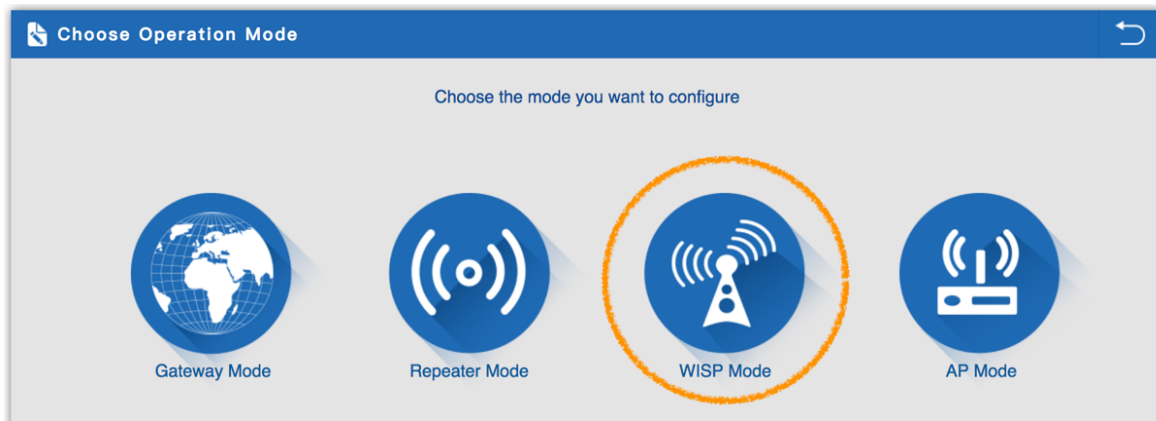 Choose Operation Mode
Choose the mode you want to configure
Gateway Mode
Repeater Mode
WISP Mode
AP Mode